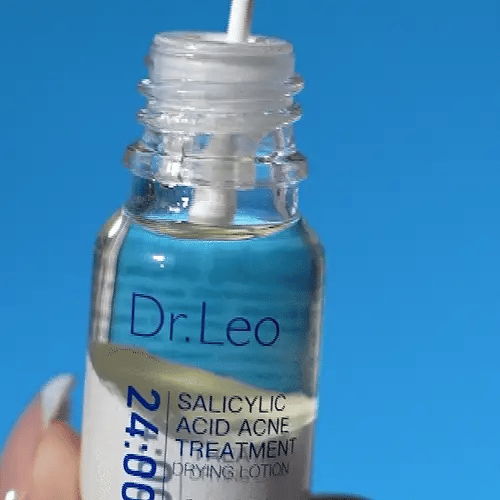 Dr.Leo
24:00
SALICYLIC
ACID ACNE
TREATMENT
DRYING LOTION